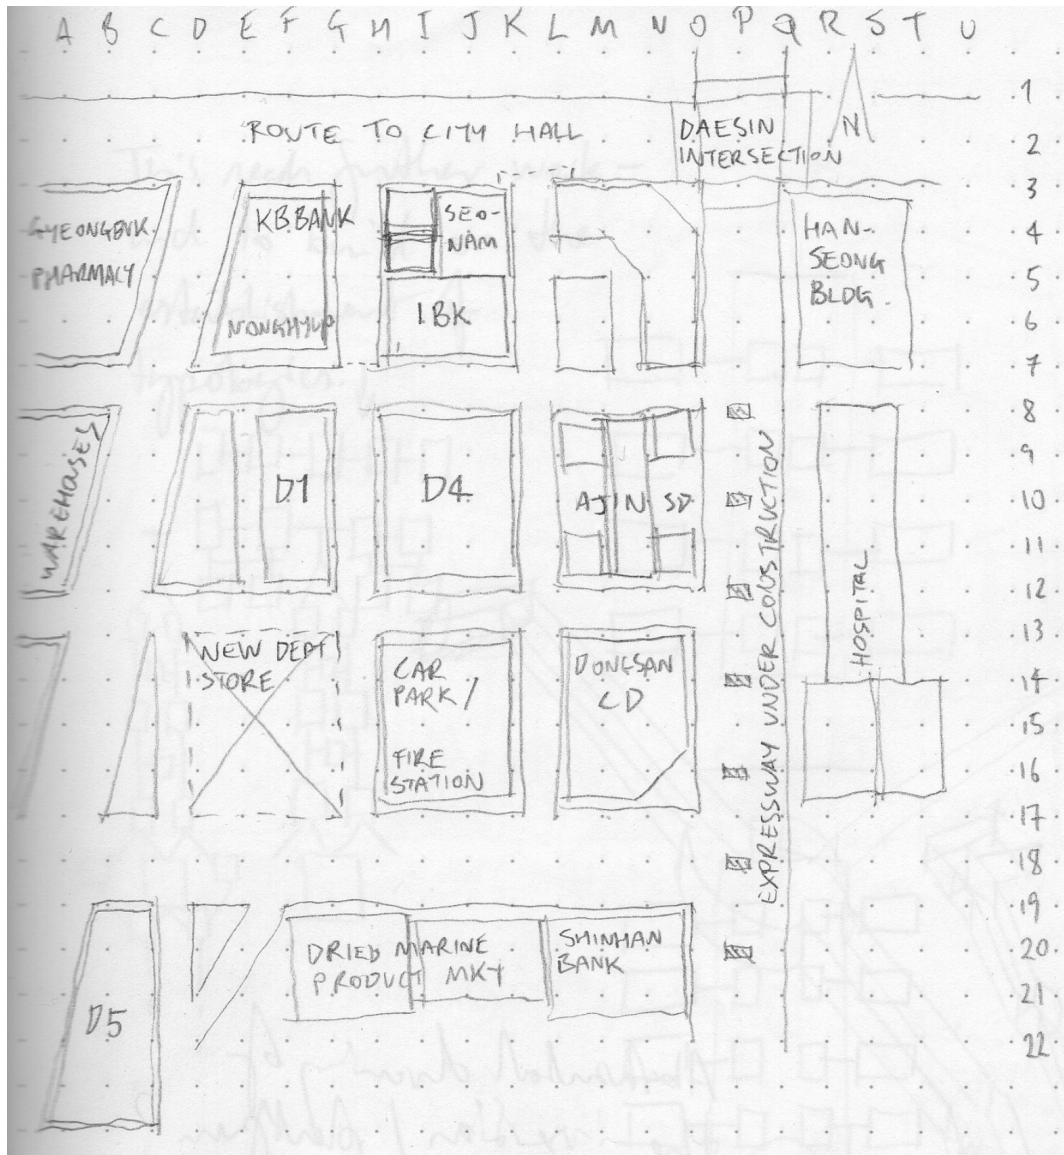 A B C D E F G H I J K L M N O P Q R S T U
1
ROUTE TO CITY HALL
DAESIN
INTERSECTION
N
2
3
GYEONGBUK
PHARMACY
KB BANK
NONGHYUP
SEO-
NAM
IBK
HAN-
SEONG
BLDG.
4
5
6
7
8
WAREHOUSES
D1
D4
AJIN SD
9
10
11
12
EXPRESSWAY UNDER CONSTRUCTION
HOSPITAL
13
NEW DEPT
STORE
CAR
PARK /
FIRE
STATION
DONGSAN
CD
14
15
16
17
18
19
DRIED MARINE
PRODUCT MKT
SHINHAN
BANK
20
21
D5
22